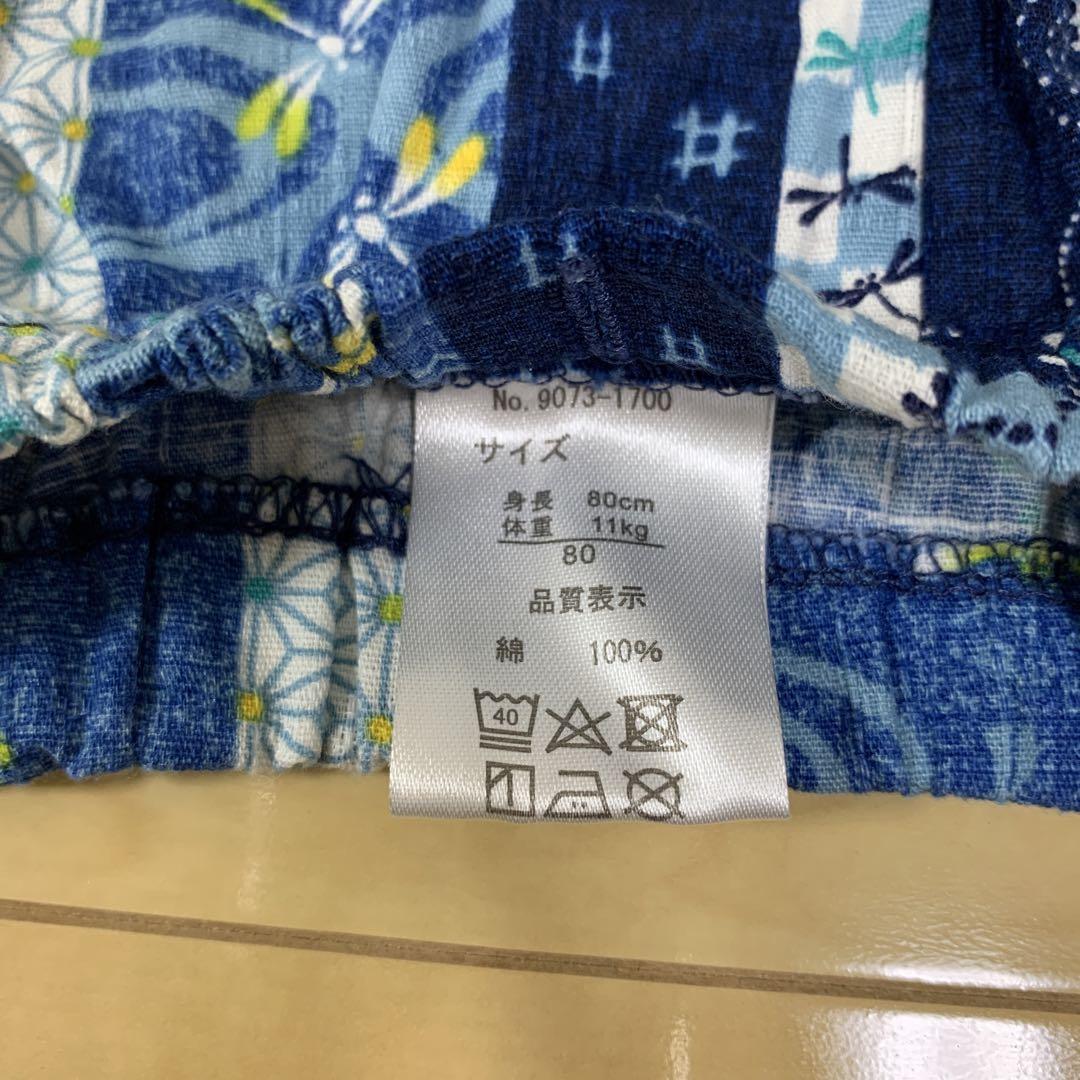 No. 9073-1700
サイズ
身長 80cm
体重 11kg
80
品質表示
綿 100%
40